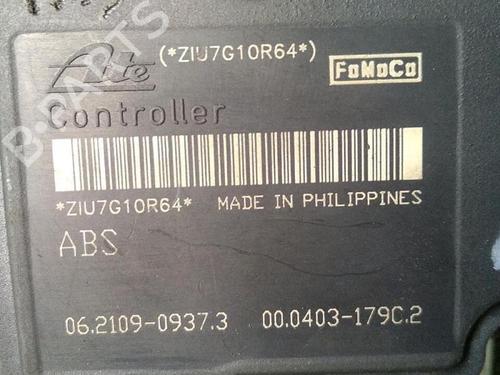 Ate (*ZIU7G10R64*) FoMoCo
Controller
*ZIU7G10R64* MADE IN PHILIPPINES
ABS
06.2109-0937.3 00.0403-179C.2
B-PARTS